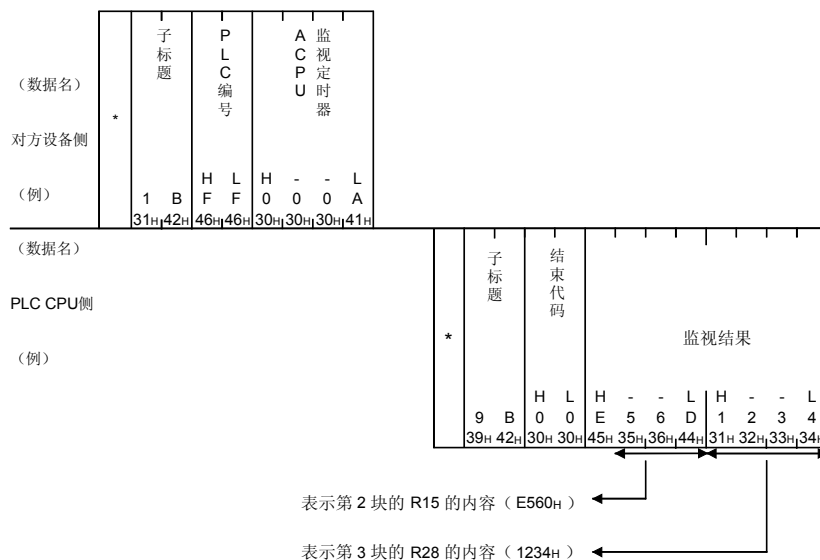 子标题 PLC编号 ACPU 监视定时器
（数据名）
*
对方设备侧
H L H - - L
（例）
1 B F F 0 0 0 A
31H 42H 46H 46H 30H 30H 30H 41H
（数据名）
子标题 结束代码
PLC CPU侧
* 监视结果
（例）
H L H - - L H - - L
9 B 0 0 E 5 6 D 1 2 3 4
39H 42H 30H 30H 45H 35H 36H 44H 31H 32H 33H 34H
表示第 2 块的 R15 的内容（E560H）
表示第 3 块的 R28 的内容（1234H）